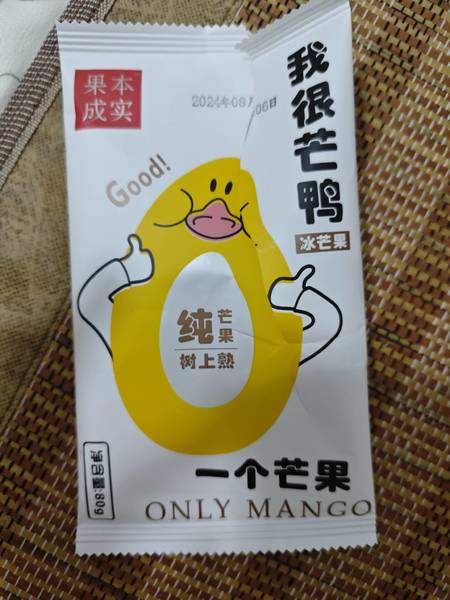 果本
成实
2024年08月06日
我很芒鸭
冰芒果
Good!
纯芒果
树上熟
净含量:80g
一个芒果
ONLY MANGO